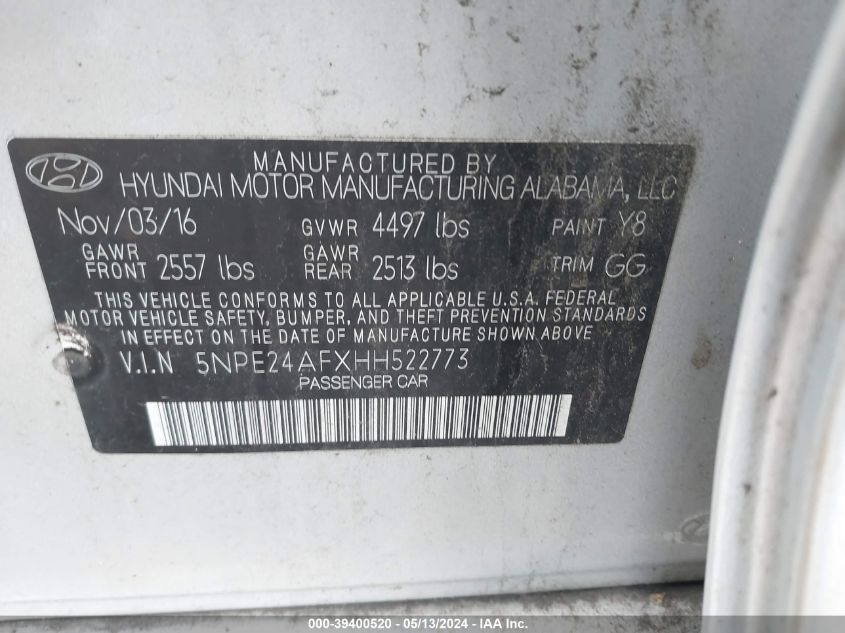 MANUFACTURED BY
HYUNDAI MOTOR MANUFACTURING ALABAMA, LLC
Nov/03/16 GVWR 4497 lbs PAINT Y8
GAWR FRONT 2557 lbs GAWR REAR 2513 lbs TRIM GG
THIS VEHICLE CONFORMS TO ALL APPLICABLE U.S.A. FEDERAL
MOTOR VEHICLE SAFETY, BUMPER, AND THEFT PREVENTION STANDARDS
IN EFFECT ON THE DATE OF MANUFACTURE SHOWN ABOVE.
V.I.N 5NPE24AFXHH522773
PASSENGER CAR
000-39400520 - 05/13/2024 - IAA Inc.